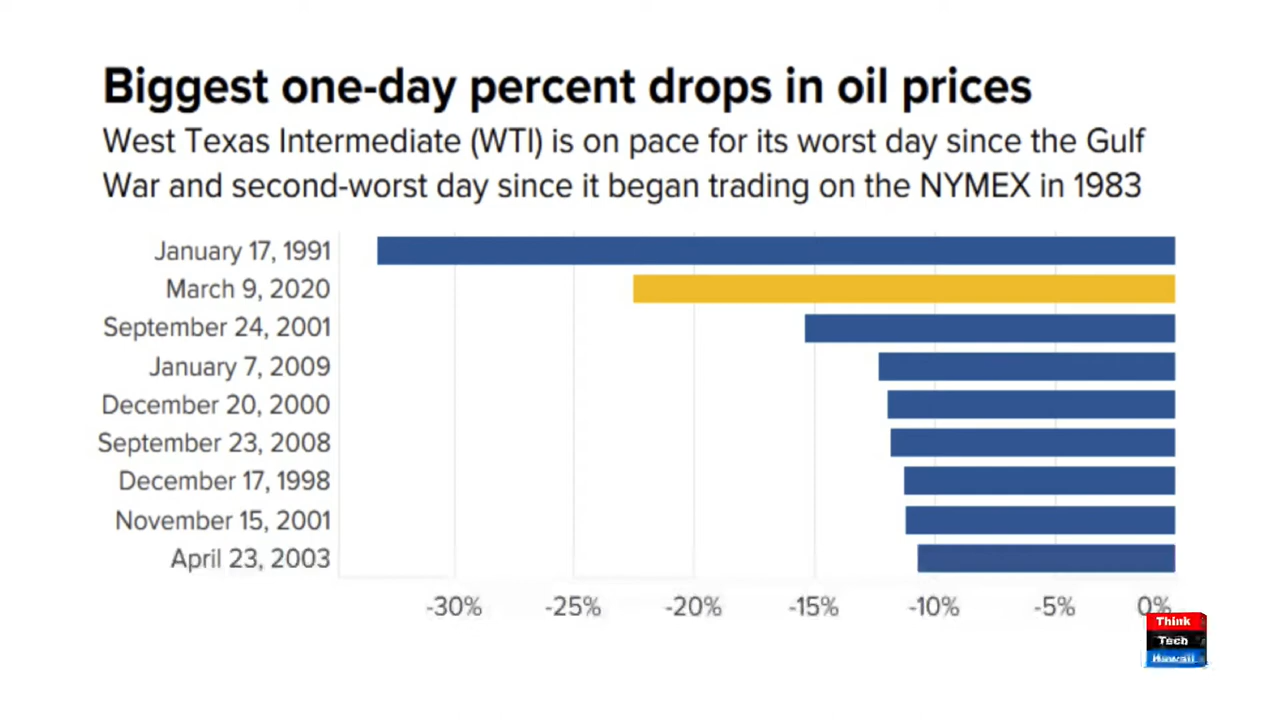 Biggest one-day percent drops in oil prices
West Texas Intermediate (WTI) is on pace for its worst day since the Gulf
War and second-worst day since it began trading on the NYMEX in 1983
January 17, 1991
March 9, 2020
September 24, 2001
January 7, 2009
December 20, 2000
September 23, 2008
December 17, 1998
November 15, 2001
April 23, 2003
-30% -25% -20% -15% -10% -5% 0%
Think
Tech
Hawaii